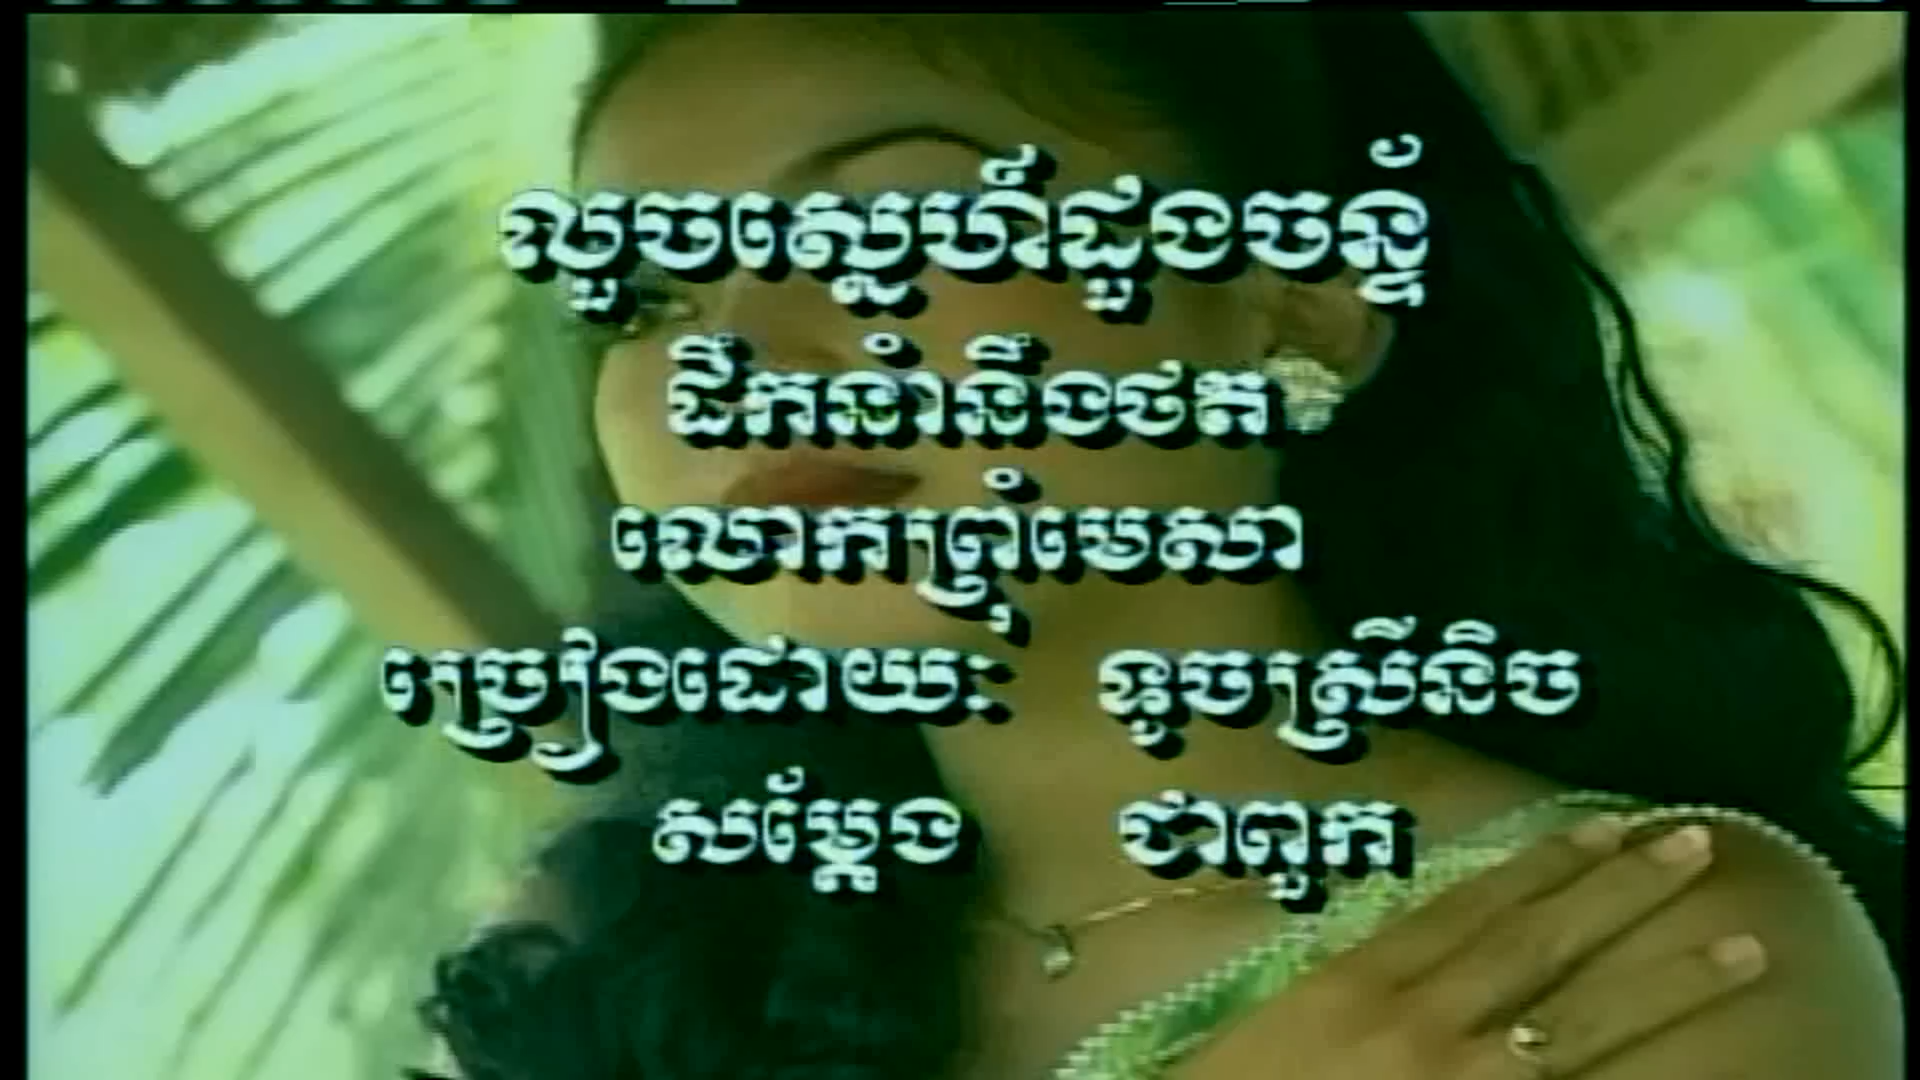 លួចស្នេហ៍ដួងចន្ទ័
ដឹកនាំនឹងថត
លោកព្រុំមេសា
ច្រៀងដោយៈ ទូចស្រីនិច
សម្ដែង ជាពួក